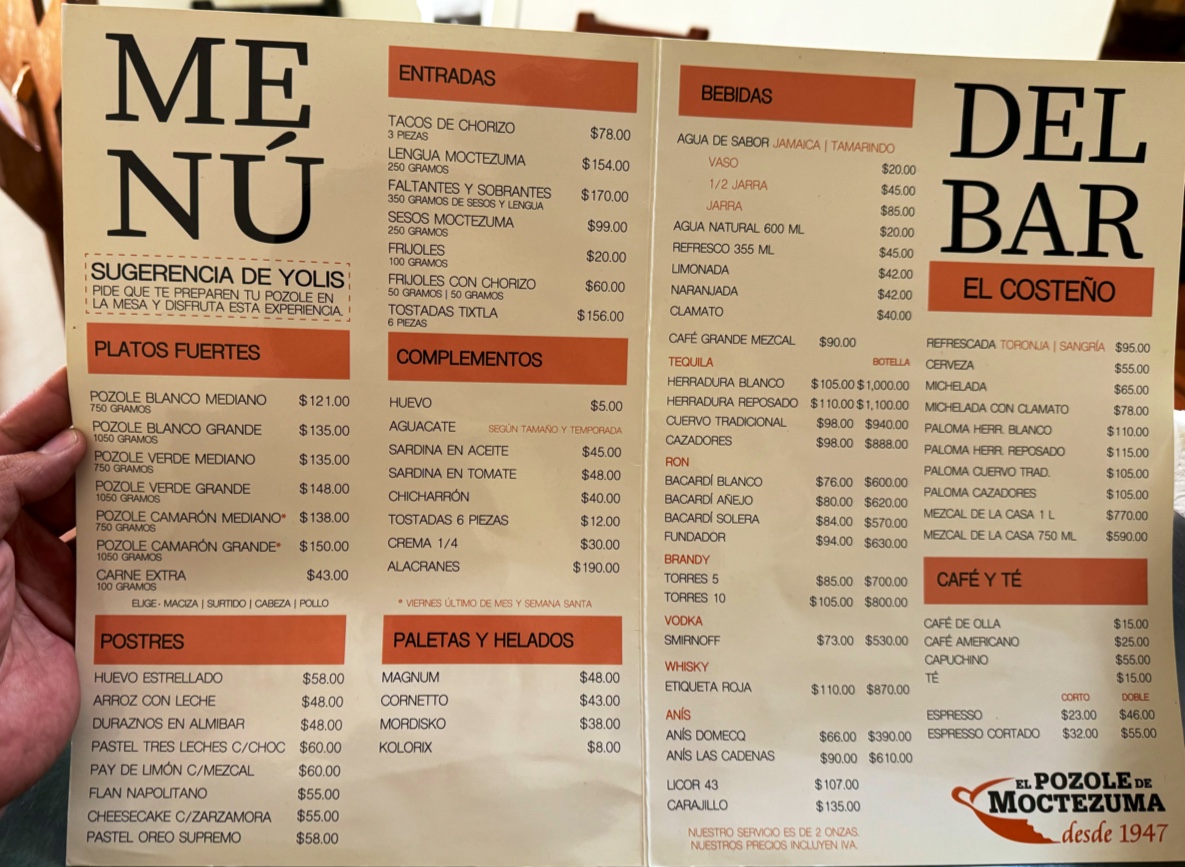 ME
NÚ
SUGERENCIA DE YOLIS
PIDE QUE TE PREPAREN TU POZOLE EN
LA MESA Y DISFRUTA ESTA EXPERIENCIA.
PLATOS FUERTES
POZOLE BLANCO MEDIANO $121.00
750 GRAMOS
POZOLE BLANCO GRANDE $135.00
1050 GRAMOS
POZOLE VERDE MEDIANO $135.00
750 GRAMOS
POZOLE VERDE GRANDE $148.00
1050 GRAMOS
POZOLE CAMARÓN MEDIANO* $138.00
750 GRAMOS
POZOLE CAMARÓN GRANDE* $150.00
1050 GRAMOS
CARNE EXTRA $43.00
100 GRAMOS
ELIGE· MACIZA | SURTIDO | CABEZA | POLLO
POSTRES
HUEVO ESTRELLADO $58.00
ARROZ CON LECHE $48.00
DURAZNOS EN ALMIBAR $48.00
PASTEL TRES LECHES C/CHOC $60.00
PAY DE LIMÓN C/MEZCAL $60.00
FLAN NAPOLITANO $55.00
CHEESECAKE C/ZARZAMORA $55.00
PASTEL OREO SUPREMO $58.00
ENTRADAS
TACOS DE CHORIZO $78.00
3 PIEZAS
LENGUA MOCTEZUMA $154.00
250 GRAMOS
FALTANTES Y SOBRANTES $170.00
350 GRAMOS DE SESOS Y LENGUA
SESOS MOCTEZUMA $99.00
250 GRAMOS
FRIJOLES $20.00
100 GRAMOS
FRIJOLES CON CHORIZO $60.00
50 GRAMOS | 50 GRAMOS
TOSTADAS TIXTLA $156.00
6 PIEZAS
COMPLEMENTOS
HUEVO $5.00
AGUACATE SEGÚN TAMAÑO Y TEMPORADA
SARDINA EN ACEITE $45.00
SARDINA EN TOMATE $48.00
CHICHARRÓN $40.00
TOSTADAS 6 PIEZAS $12.00
CREMA 1/4 $30.00
ALACRANES $190.00
* VIERNES ÚLTIMO DE MES Y SEMANA SANTA
PALETAS Y HELADOS
MAGNUM $48.00
CORNETTO $43.00
MORDISKO $38.00
KOLORIX $8.00
BEBIDAS
AGUA DE SABOR JAMAICA | TAMARINDO
VASO $20.00
1/2 JARRA $45.00
JARRA $85.00
AGUA NATURAL 600 ML $20.00
REFRESCO 355 ML $45.00
LIMONADA $42.00
NARANJADA $42.00
CLAMATO $40.00
CAFÉ GRANDE MEZCAL $90.00
TEQUILA BOTELLA
HERRADURA BLANCO $105.00 $1,000.00
HERRADURA REPOSADO $110.00 $1,100.00
CUERVO TRADICIONAL $98.00 $940.00
CAZADORES $98.00 $888.00
RON
BACARDÍ BLANCO $76.00 $600.00
BACARDÍ AÑEJO $80.00 $620.00
BACARDÍ SOLERA $84.00 $570.00
FUNDADOR $94.00 $630.00
BRANDY
TORRES 5 $85.00 $700.00
TORRES 10 $105.00 $800.00
VODKA
SMIRNOFF $73.00 $530.00
WHISKY
ETIQUETA ROJA $110.00 $870.00
ANÍS
ANÍS DOMECQ $66.00 $390.00
ANÍS LAS CADENAS $90.00 $610.00
LICOR 43 $107.00
CARAJILLO $135.00
NUESTRO SERVICIO ES DE 2 ONZAS.
NUESTROS PRECIOS INCLUYEN IVA.
DEL
BAR
EL COSTEÑO
REFRESCADA TORONJA | SANGRÍA $95.00
CERVEZA $55.00
MICHELADA $65.00
MICHELADA CON CLAMATO $78.00
PALOMA HERR. BLANCO $110.00
PALOMA HERR. REPOSADO $115.00
PALOMA CUERVO TRAD. $105.00
PALOMA CAZADORES $105.00
MEZCAL DE LA CASA 1 L $770.00
MEZCAL DE LA CASA 750 ML $590.00
CAFÉ Y TÉ
CAFÉ DE OLLA $15.00
CAFÉ AMERICANO $25.00
CAPUCHINO $55.00
TÉ $15.00
CORTO DOBLE
ESPRESSO $23.00 $46.00
ESPRESSO CORTADO $32.00 $55.00
EL POZOLE DE
MOCTEZUMA
desde 1947